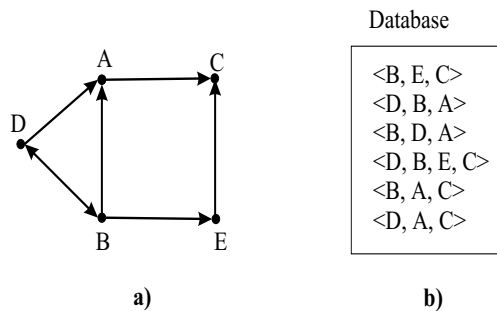 A
C
D
B
E
a)
Database
<B, E, C>
<D, B, A>
<B, D, A>
<D, B, E, C>
<B, A, C>
<D, A, C>
b)